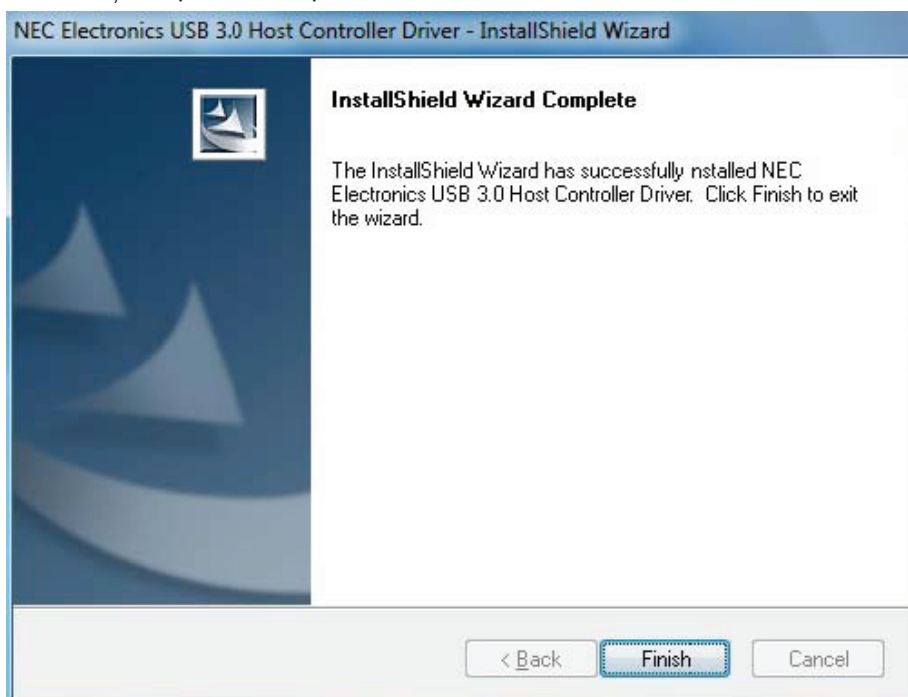 NEC Electronics USB 3.0 Host Controller Driver - InstallShield Wizard
InstallShield Wizard Complete
The InstallShield Wizard has successfully nstalled NEC
Electronics USB 3.0 Host Controller Driver. Click Finish to exit
the wizard.
< Back
Finish
Cancel